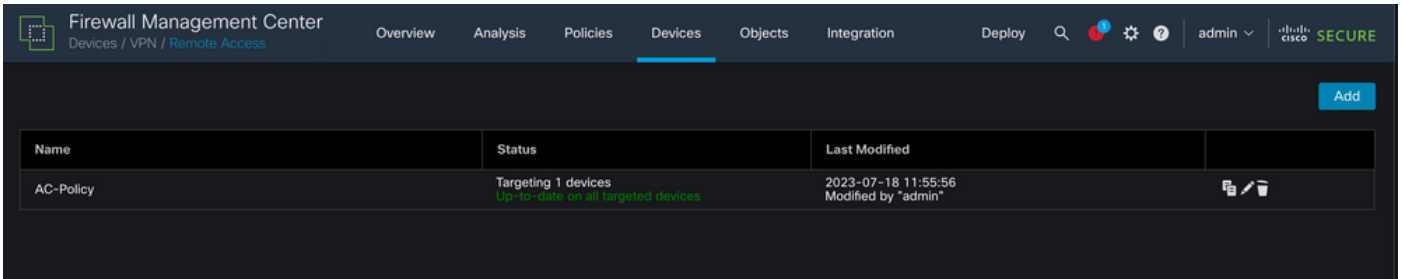 Firewall Management Center
Devices / VPN / Remote Access
Overview Analysis Policies Devices Objects Integration Deploy 1 ? admin cisco SECURE
Add
Name Status Last Modified
AC-Policy
Targeting 1 devices
Up-to-date on all targeted devices
2023-07-18 11:55:56
Modified by "admin"